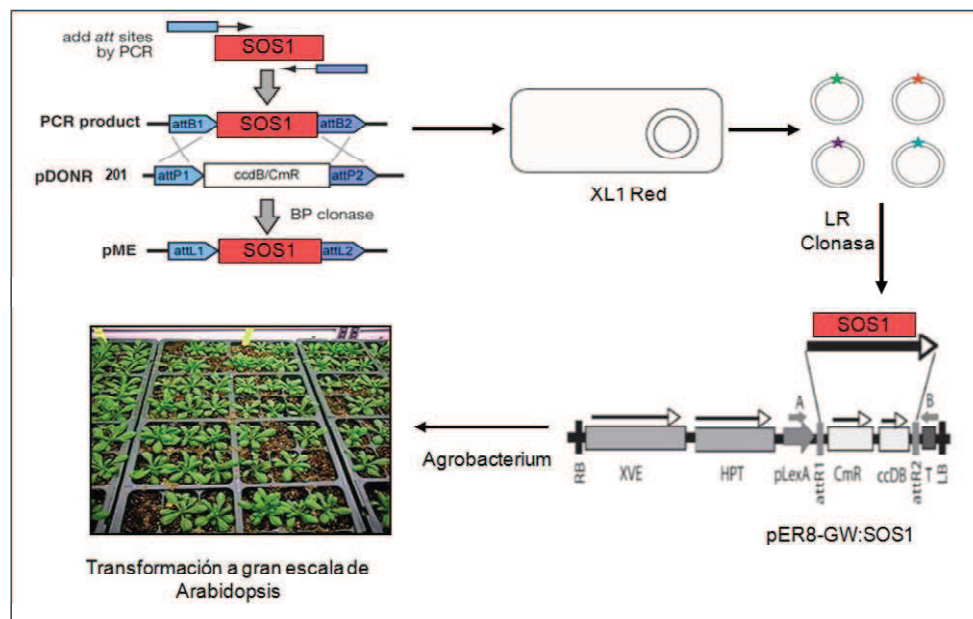 add att sites
by PCR
SOS1
PCR product
attB1
SOS1
attB2
pDONR 201
attP1
ccdB/CmR
attP2
BP clonase
pME
attL1
SOS1
attL2
XL1 Red
LR
Clonasa
SOS1
A
B
RB
XVE
HPT
pLexA
attR1
CmR
ccDB
attR2
T
LB
pER8-GW:SOS1
Agrobacterium
Transformación a gran escala de
Arabidopsis